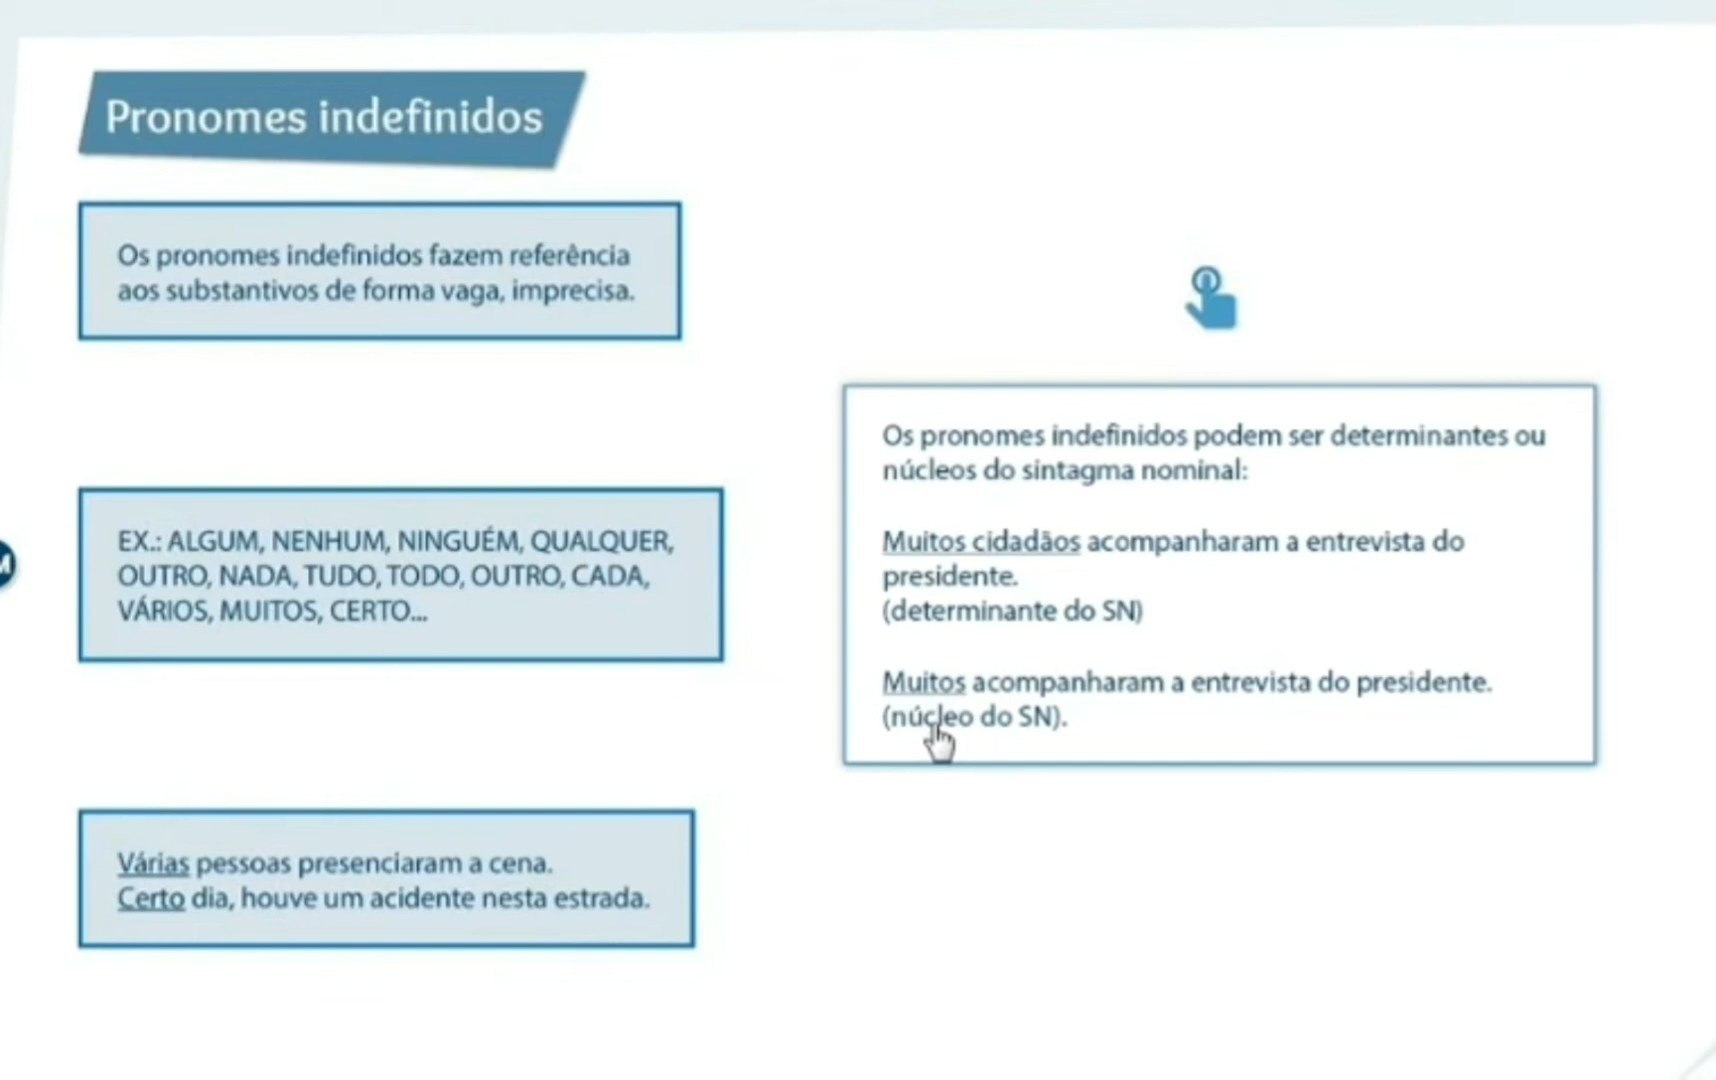 Pronomes indefinidos
Os pronomes indefinidos fazem referência
aos substantivos de forma vaga, imprecisa.
EX.: ALGUM, NENHUM, NINGUÉM, QUALQUER,
OUTRO, NADA, TUDO, TODO, OUTRO, CADA,
VÁRIOS, MUITOS, CERTO...
Várias pessoas presenciaram a cena.
Certo dia, houve um acidente nesta estrada.
Os pronomes indefinidos podem ser determinantes ou
núcleos do sintagma nominal:
Muitos cidadãos acompanharam a entrevista do
presidente.
(determinante do SN)
Muitos acompanharam a entrevista do presidente.
(núcleo do SN).